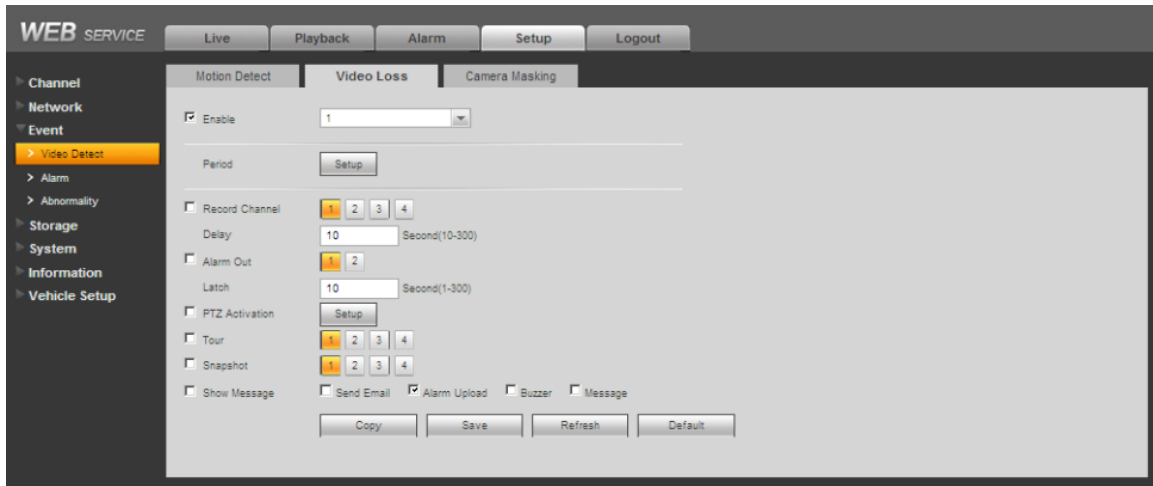 WEB SERVICE
Live Playback Alarm Setup Logout
Channel
Network
Event
Video Detect
Alarm
Abnormality
Storage
System
Information
Vehicle Setup
Motion Detect Video Loss Camera Masking
Enable 1
Period Setup
Record Channel 1 2 3 4
Delay 10 Second(10-300)
Alarm Out 1 2
Latch 10 Second(1-300)
PTZ Activation Setup
Tour 1 2 3 4
Snapshot 1 2 3 4
Show Message Send Email Alarm Upload Buzzer Message
Copy Save Refresh Default